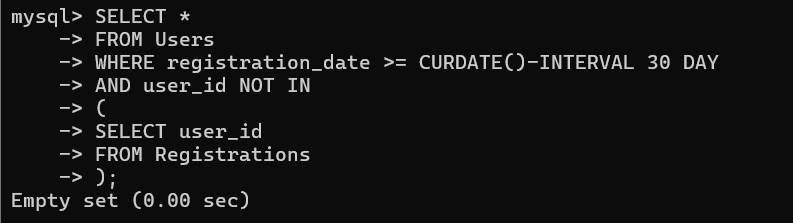 mysql> SELECT *
    -> FROM Users
    -> WHERE registration_date >= CURDATE()-INTERVAL 30 DAY
    -> AND user_id NOT IN
    -> (
    -> SELECT user_id
    -> FROM Registrations
    -> );
Empty set (0.00 sec)